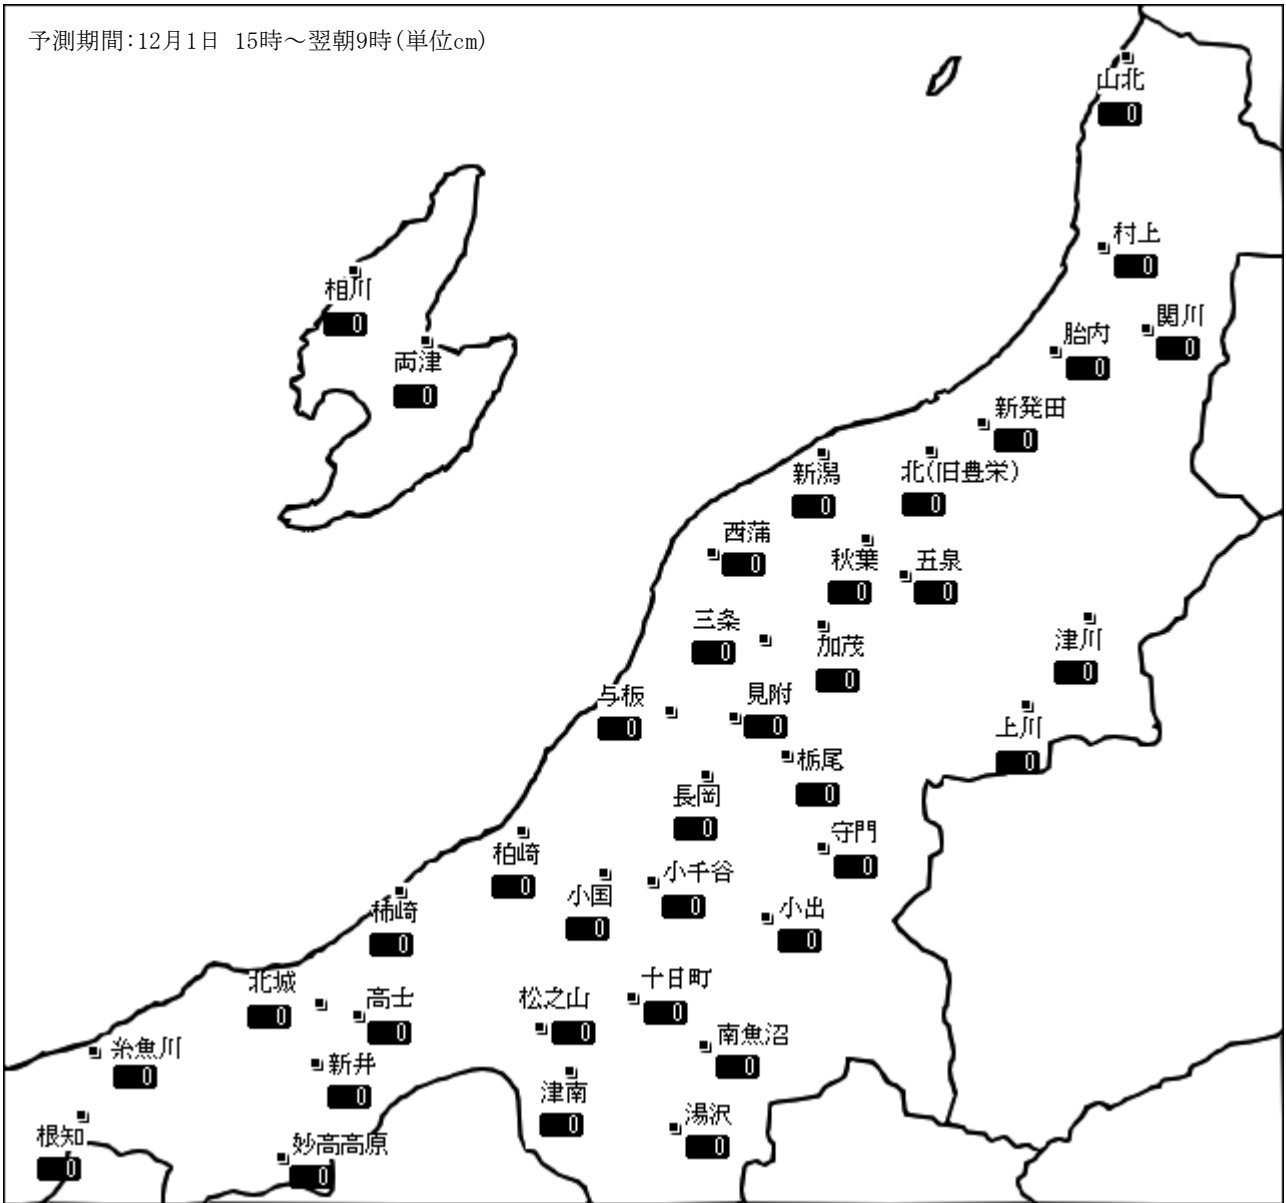 予測期間:12月1日 15時～翌朝9時(単位cm)
山北
0
村上
0
相川
0
関川
0
胎内
0
両津
0
新発田
0
新潟
0
北(旧豊栄)
0
西蒲
0
秋葉
0
五泉
0
三条
0
加茂
0
津川
0
与板
0
見附
0
上川
0
栃尾
0
長岡
0
守門
0
柏崎
0
小千谷
0
小国
0
柿崎
0
小出
0
北城
0
高士
0
松之山
0
十日町
0
南魚沼
0
糸魚川
0
新井
0
津南
0
湯沢
0
根知
0
妙高高原
0